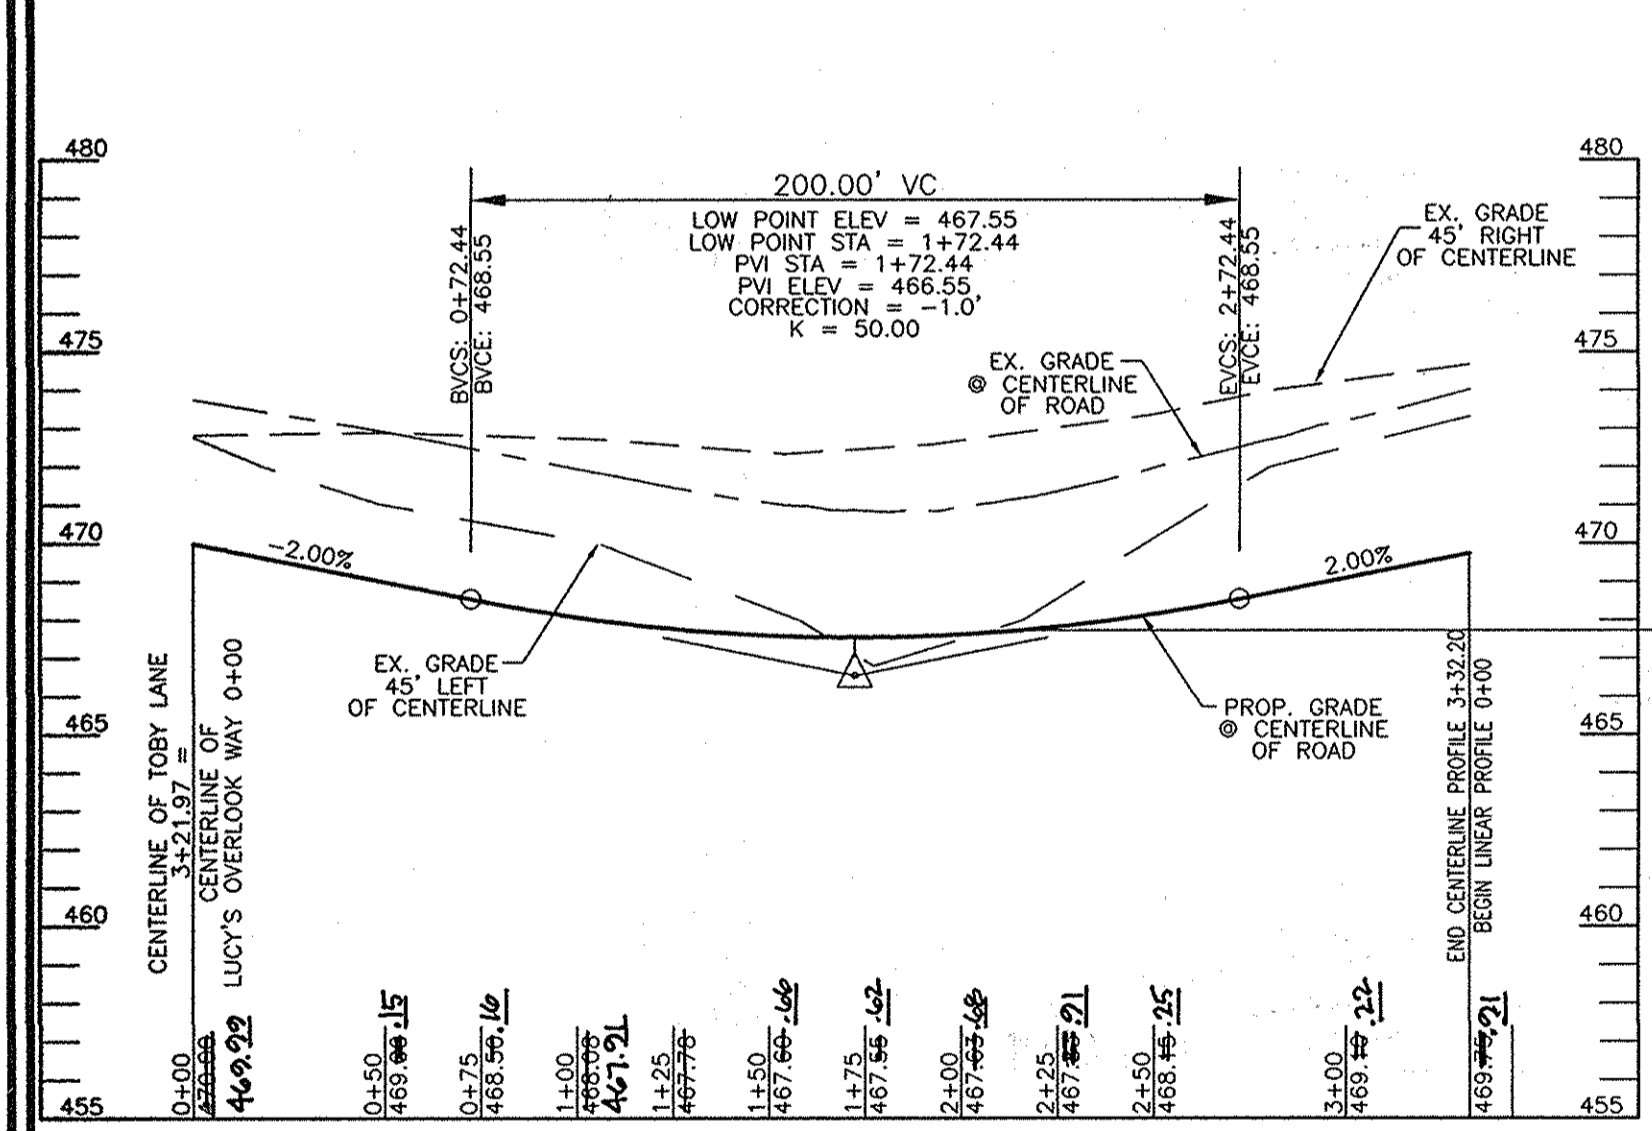 480
480
200.00' VC
LOW POINT ELEV = 467.55
LOW POINT STA = 1+72.44
PVI STA = 1+72.44
PVI ELEV = 466.55
CORRECTION = -1.0'
K = 50.00
BVCS: 0+72.44
BVCE: 468.55
EVCS: 2+72.44
EVCE: 468.55
EX. GRADE
45' RIGHT
OF CENTERLINE
475
475
EX. GRADE
@ CENTERLINE
OF ROAD
470
470
-2.00%
2.00%
EX. GRADE
45' LEFT
OF CENTERLINE
PROP. GRADE
@ CENTERLINE
OF ROAD
465
465
CENTERLINE OF TOBY LANE
3+21.97 =
CENTERLINE OF
LUCY'S OVERLOOK WAY 0+00
END CENTERLINE PROFILE 3+32.20
BEGIN LINEAR PROFILE 0+00
460
460
455
455
0+00
470.00
469.99
0+50
469.00 .15
0+75
468.50 .16
1+00
468.08
467.91
1+25
467.78
1+50
467.60 .66
1+75
467.55 .62
2+00
467.63 .68
2+25
467. .91
2+50
468.15 .25
3+00
469.10 .22
469.75 .91